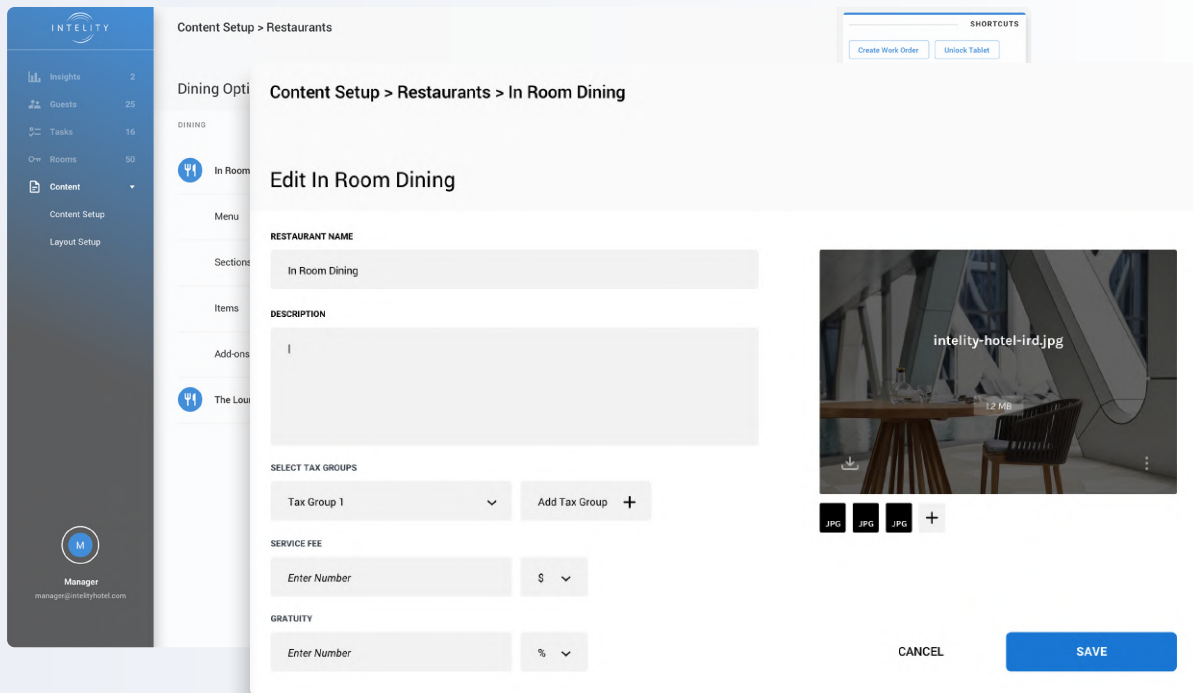 INTELITY
Insights 2
Guests 25
Tasks 16
Rooms 50
Content
Content Setup
Layout Setup
M
Manager
manager@intelityhotel.com
Content Setup > Restaurants
SHORTCUTS
Create Work Order
Unlock Tablet
Dining Opti
DINING
In Room
Menu
Sections
Items
Add-ons
The Lou
Content Setup > Restaurants > In Room Dining
Edit In Room Dining
RESTAURANT NAME
In Room Dining
DESCRIPTION
SELECT TAX GROUPS
Tax Group 1
Add Tax Group +
SERVICE FEE
Enter Number
$
GRATUITY
Enter Number
%
intelity-hotel-ird.jpg
1.2 MB
JPG JPG JPG +
CANCEL
SAVE